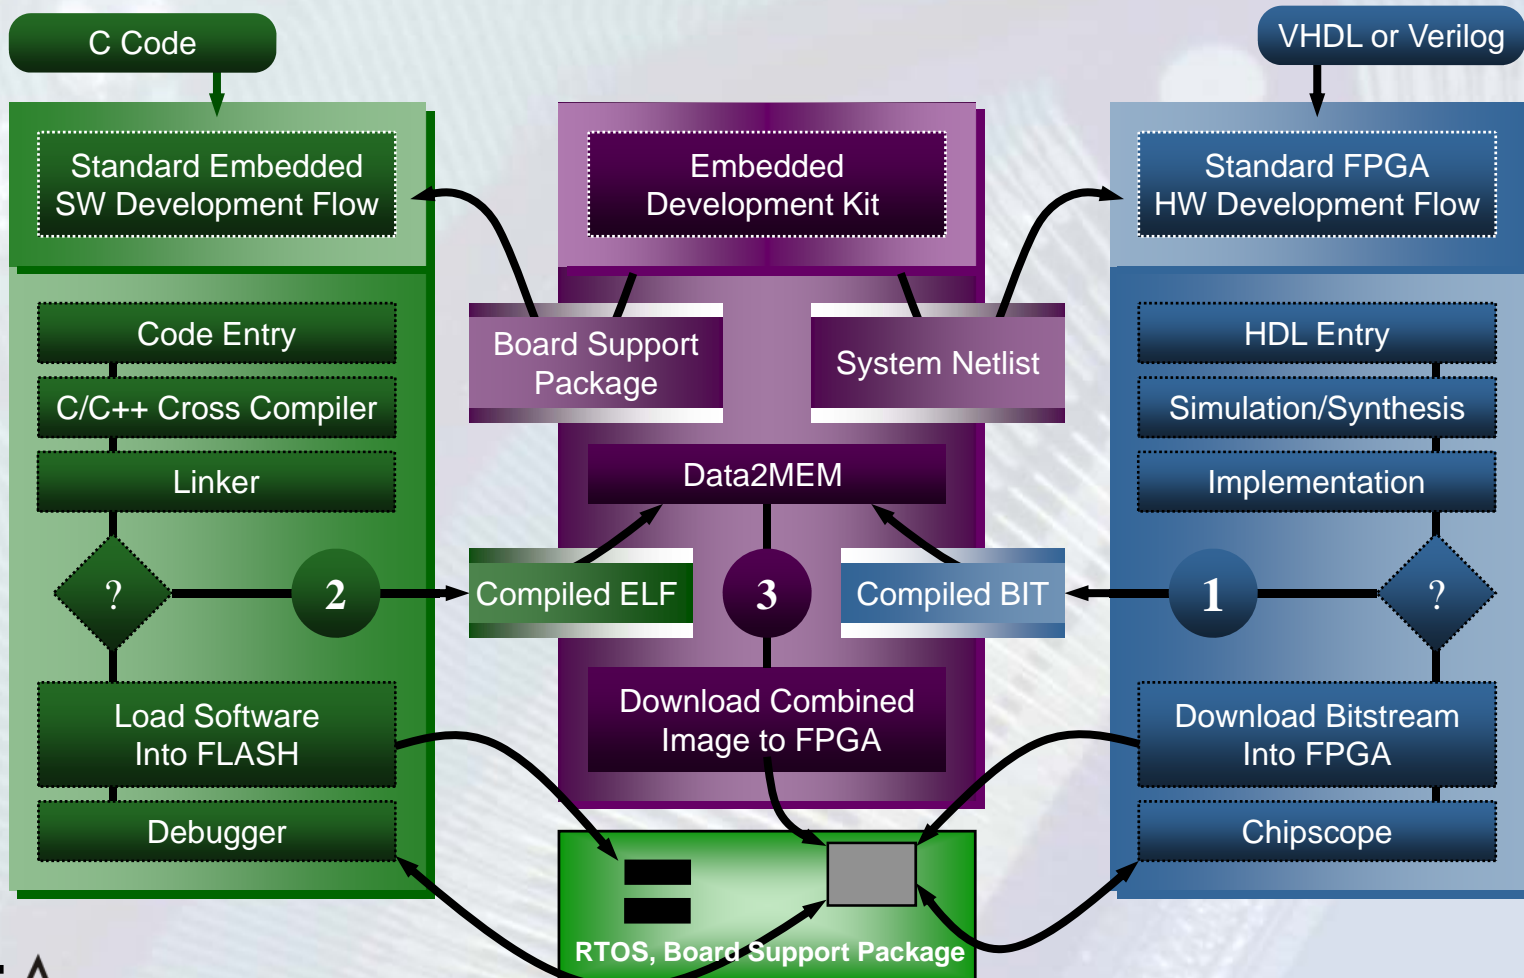 C Code
VHDL or Verilog
Standard Embedded
SW Development Flow
Embedded
Development Kit
Standard FPGA
HW Development Flow
Code Entry
C/C++ Cross Compiler
Linker
?
2
Load Software
Into FLASH
Debugger
Board Support
Package
System Netlist
Data2MEM
Compiled ELF
3
Compiled BIT
Download Combined
Image to FPGA
RTOS, Board Support Package
HDL Entry
Simulation/Synthesis
Implementation
1
?
Download Bitstream
Into FPGA
Chipscope